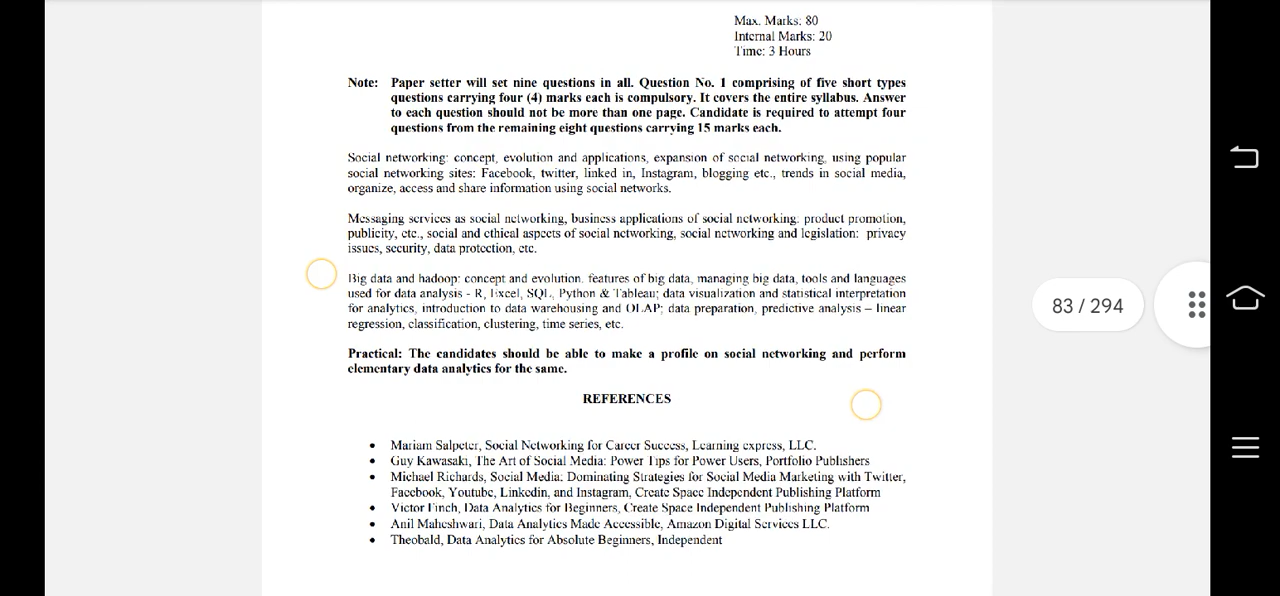 Max. Marks: 80
Internal Marks: 20
Time: 3 Hours
Note: Paper setter will set nine questions in all. Question No. 1 comprising of five short types
questions carrying four (4) marks each is compulsory. It covers the entire syllabus. Answer
to each question should not be more than one page. Candidate is required to attempt four
questions from the remaining eight questions carrying 15 marks each.
Social networking: concept, evolution and applications, expansion of social networking, using popular
social networking sites: Facebook, twitter, linked in, Instagram, blogging etc., trends in social media,
organize, access and share information using social networks.
Messaging services as social networking, business applications of social networking: product promotion,
publicity, etc., social and ethical aspects of social networking, social networking and legislation: privacy
issues, security, data protection, etc.
Big data and hadoop: concept and evolution, features of big data, managing big data, tools and languages
used for data analysis - R, Excel, SQL, Python & Tableau; data visualization and statistical interpretation
for analytics, introduction to data warehousing and OLAP; data preparation, predictive analysis – linear
regression, classification, clustering, time series, etc.
83 / 294
Practical: The candidates should be able to make a profile on social networking and perform
elementary data analytics for the same.
REFERENCES
• Mariam Salpeter, Social Networking for Career Success, Learning express, LLC.
• Guy Kawasaki, The Art of Social Media: Power Tips for Power Users, Portfolio Publishers
• Michael Richards, Social Media: Dominating Strategies for Social Media Marketing with Twitter,
Facebook, Youtube, Linkedin, and Instagram, Create Space Independent Publishing Platform
• Victor Finch, Data Analytics for Beginners, Create Space Independent Publishing Platform
• Anil Maheshwari, Data Analytics Made Accessible, Amazon Digital Services LLC.
• Theobald, Data Analytics for Absolute Beginners, Independent